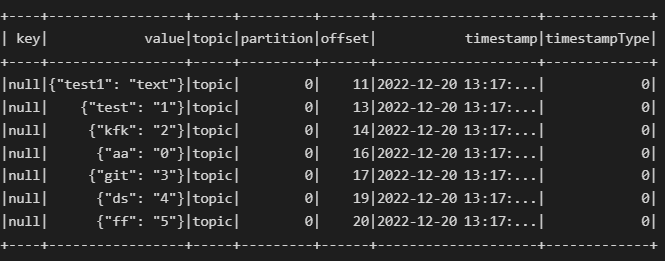 +----+-----------------+-----+---------+------+--------------------+-------------+
| key|            value|topic|partition|offset|           timestamp|timestampType|
+----+-----------------+-----+---------+------+--------------------+-------------+
|null|{"test1": "text"}|topic|        0|    11|2022-12-20 13:17:...|            0|
|null|    {"test": "1"}|topic|        0|    13|2022-12-20 13:17:...|            0|
|null|     {"kfk": "2"}|topic|        0|    14|2022-12-20 13:17:...|            0|
|null|      {"aa": "0"}|topic|        0|    16|2022-12-20 13:17:...|            0|
|null|     {"git": "3"}|topic|        0|    17|2022-12-20 13:17:...|            0|
|null|      {"ds": "4"}|topic|        0|    19|2022-12-20 13:17:...|            0|
|null|      {"ff": "5"}|topic|        0|    20|2022-12-20 13:17:...|            0|
+----+-----------------+-----+---------+------+--------------------+-------------+